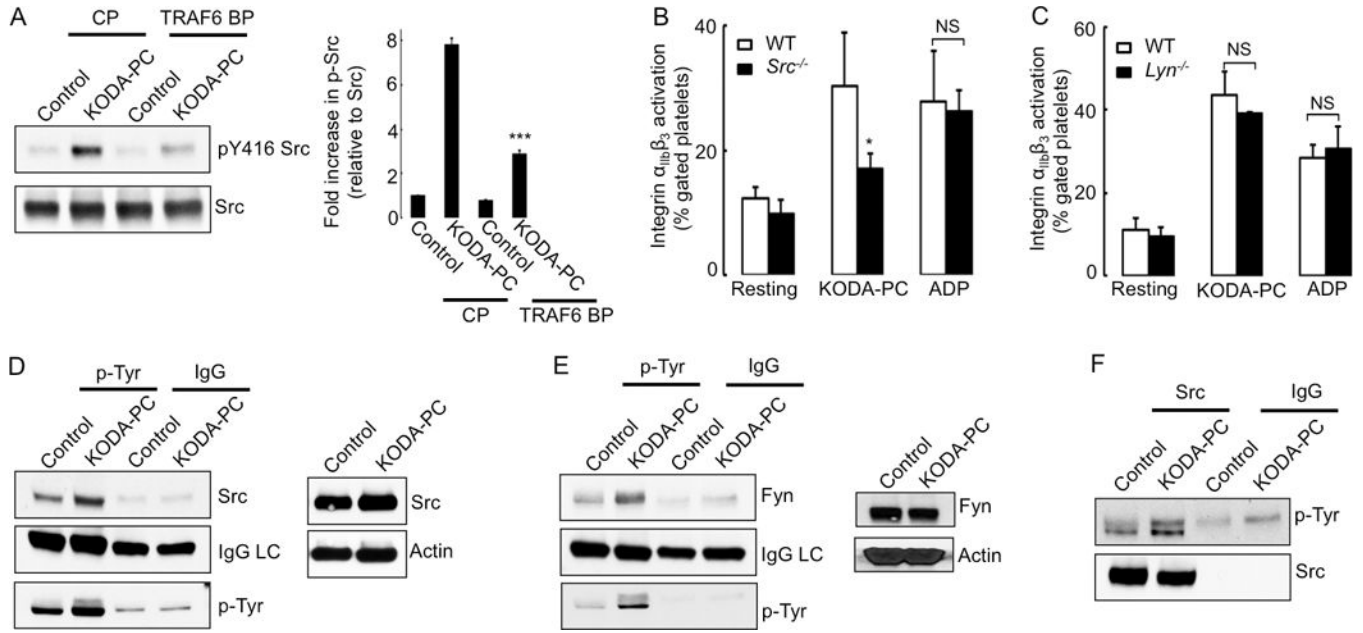 A
CP
TRAF6 BP
Control
KODA-PC
Control
KODA-PC
pY416 Src
Src
Fold increase in p-Src
(relative to Src)
8
6
4
2
0
***
Control
KODA-PC
Control
KODA-PC
CP
TRAF6 BP
B
Integrin αIIbβ3 activation
(% gated platelets)
40
20
0
WT
Src-/-
NS
*
Resting
KODA-PC
ADP
C
Integrin αIIbβ3 activation
(% gated platelets)
60
40
20
0
WT
Lyn-/-
NS
NS
Resting
KODA-PC
ADP
D
p-Tyr
IgG
Control
KODA-PC
Control
KODA-PC
Src
IgG LC
p-Tyr
Control
KODA-PC
Src
Actin
E
p-Tyr
IgG
Control
KODA-PC
Control
KODA-PC
Fyn
IgG LC
p-Tyr
Control
KODA-PC
Fyn
Actin
F
Src
IgG
Control
KODA-PC
Control
KODA-PC
p-Tyr
Src